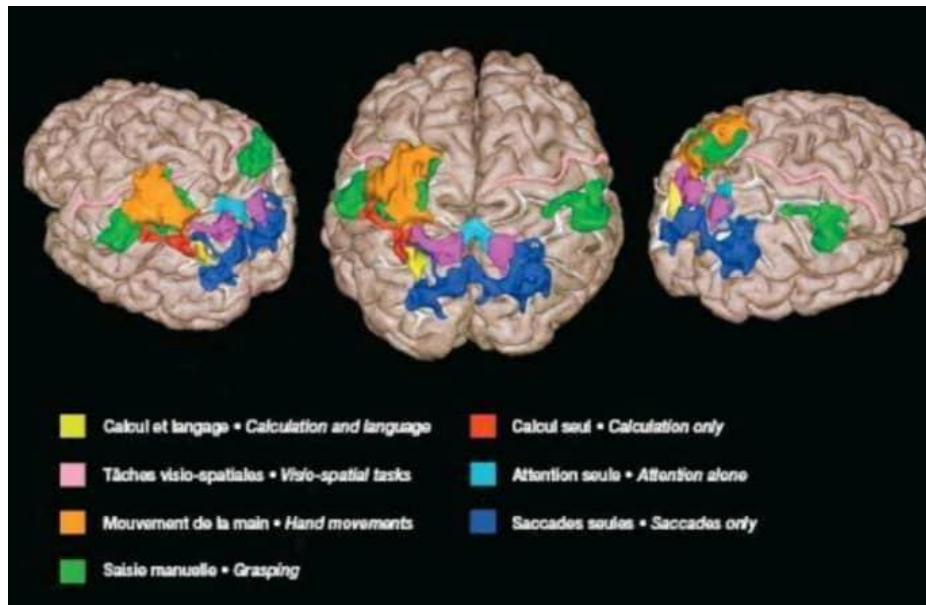 Calcul et langage • Calculation and language
Calcul seul • Calculation only
Tâches visio-spatiales • Visio-spatial tasks
Attention seule • Attention alone
Mouvement de la main • Hand movements
Saccades seules • Saccades only
Saisie manuelle • Grasping